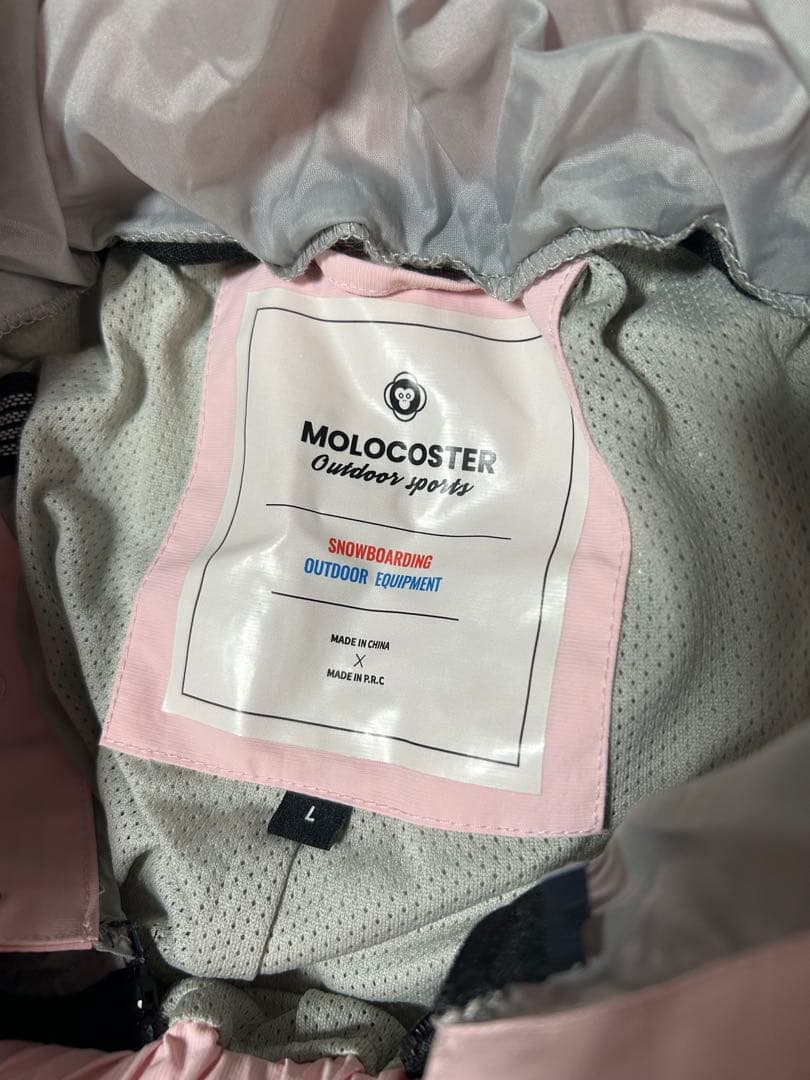 MOLOCOSTER
Outdoor sports
SNOWBOARDING
OUTDOOR EQUIPMENT
MADE IN CHINA
X
MADE IN P.R.C
L